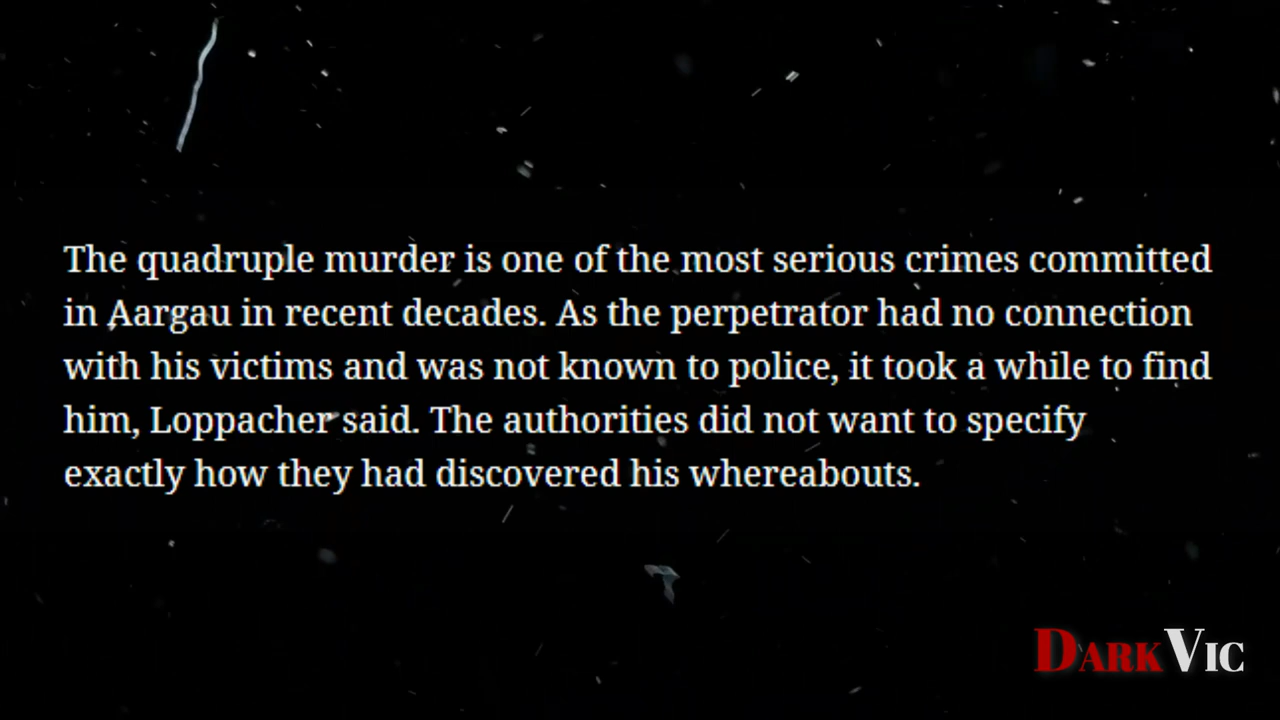 The quadruple murder is one of the most serious crimes committed
in Aargau in recent decades. As the perpetrator had no connection
with his victims and was not known to police, it took a while to find
him, Loppacher said. The authorities did not want to specify
exactly how they had discovered his whereabouts.
DARKVIC